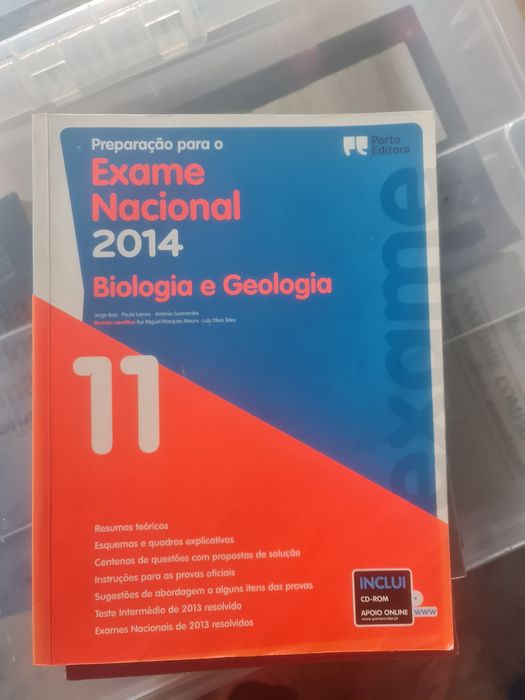 Preparação para o
Exame
Nacional
2014
Biologia e Geologia
Porto
Editora
Jorge Reis · Paula Lemos · António Guimarães
Revisão científica Rui Miguel Marques Moura · Luís Oliva Teles
exame
11
Resumos teóricos
Esquemas e quadros explicativos
Centenas de questões com propostas de solução
Instruções para as provas oficiais
Sugestões de abordagem a alguns itens das provas
Teste Intermédio de 2013 resolvido
Exames Nacionais de 2013 resolvidos
INCLUI
CD-ROM
+
APOIO ONLINE
WWW